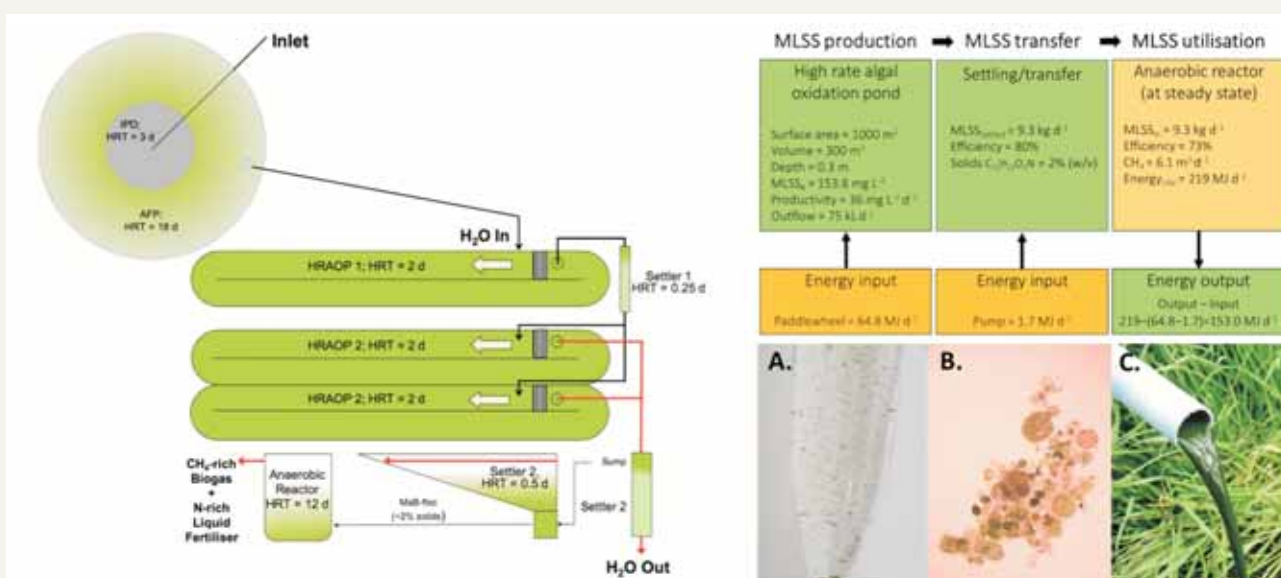 Inlet
IPD;
HRT = 3 d
AFP;
HRT = 18 d
H₂O In
HRAOP 1; HRT = 2 d
Settler 1
HRT = 0.25 d
HRAOP 2; HRT = 2 d
HRAOP 2; HRT = 2 d
CH₄-rich
Biogas
+
N-rich
Liquid
Fertiliser
Anaerobic
Reactor
HRT = 12 d
MaB-floc
(~2% solids)
Settler 2,
HRT = 0.5 d
Sump
Settler 2
H₂O Out
MLSS production ➡ MLSS transfer ➡ MLSS utilisation
High rate algal
oxidation pond
Surface area = 1000 m²
Volume = 300 m³
Depth = 0.3 m
= 153.8 mg L⁻¹
Productivity = 36 mg L⁻¹ d⁻¹
Outflow = 75 kL d⁻¹
Settling/transfer
= 9.3 kg d⁻¹
Efficiency = 80%
Solids = 2% (w/v)
Anaerobic reactor
(at steady state)
= 9.3 kg d⁻¹
Efficiency = 73%
CH₄ = 6.1 m³ d⁻¹
= 219 MJ d⁻¹
Energy input
Paddlewheel = 64.8 MJ d⁻¹
Energy input
Pump = 1.7 MJ d⁻¹
Energy output
Output – Input
219–(64.8–1.7)=153.0 MJ d⁻¹
A.
B.
C.